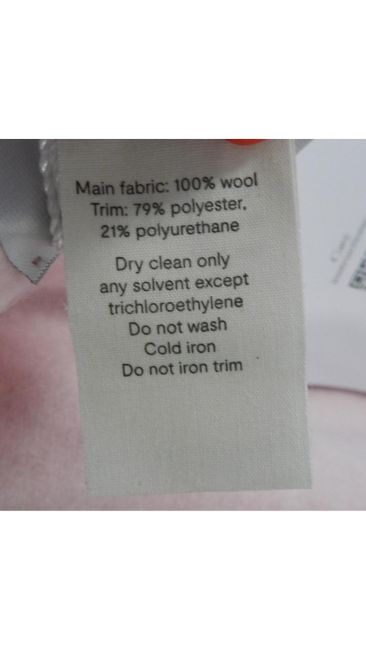 Main fabric: 100% wool
Trim: 79% polyester,
21% polyurethane
Dry clean only
any solvent except
trichloroethylene
Do not wash
Cold iron
Do not iron trim